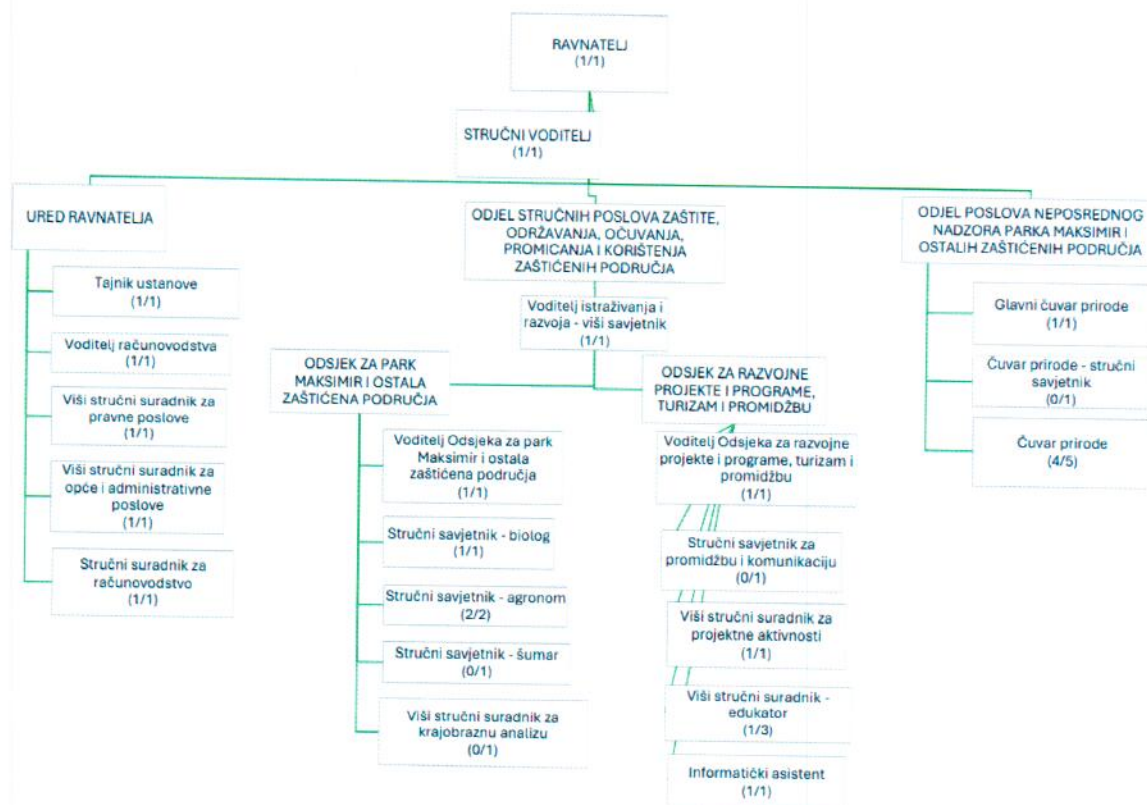 RAVNATELJ
(1/1)
STRUČNI VODITELJ
(1/1)
URED RAVNATELJA
Tajnik ustanove
(1/1)
Voditelj računovodstva
(1/1)
Viši stručni suradnik za
pravne poslove
(1/1)
Viši stručni suradnik za
opće i administrativne
poslove
(1/1)
Stručni suradnik za
računovodstvo
(1/1)
ODJEL STRUČNIH POSLOVA ZAŠTITE,
ODRŽAVANJA, OČUVANJA,
PROMICANJA I KORIŠTENJA
ZAŠTIĆENIH PODRUČJA
Voditelj istraživanja i
razvoja - viši savjetnik
(1/1)
ODSJEK ZA PARK
MAKSIMIR I OSTALA
ZAŠTIĆENA PODRUČJA
Voditelj Odsjeka za park
Maksimir i ostala
zaštićena područja
(1/1)
Stručni savjetnik - biolog
(1/1)
Stručni savjetnik - agronom
(2/2)
Stručni savjetnik - šumar
(0/1)
Viši stručni suradnik za
krajobraznu analizu
(0/1)
ODSJEK ZA RAZVOJNE
PROJEKTE I PROGRAME,
TURIZAM I PROMIDŽBU
Voditelj Odsjeka za razvojne
projekte i programe, turizam i
promidžbu
(1/1)
Stručni savjetnik za
promidžbu i komunikaciju
(0/1)
Viši stručni suradnik za
projektne aktivnosti
(1/1)
Viši stručni suradnik -
edukator
(1/3)
Informatički asistent
(1/1)
ODJEL POSLOVA NEPOSREDNOG
NADZORA PARKA MAKSIMIR I
OSTALIH ZAŠTIĆENIH PODRUČJA
Glavni čuvar prirode
(1/1)
Čuvar prirode - stručni
savjetnik
(0/1)
Čuvar prirode
(4/5)